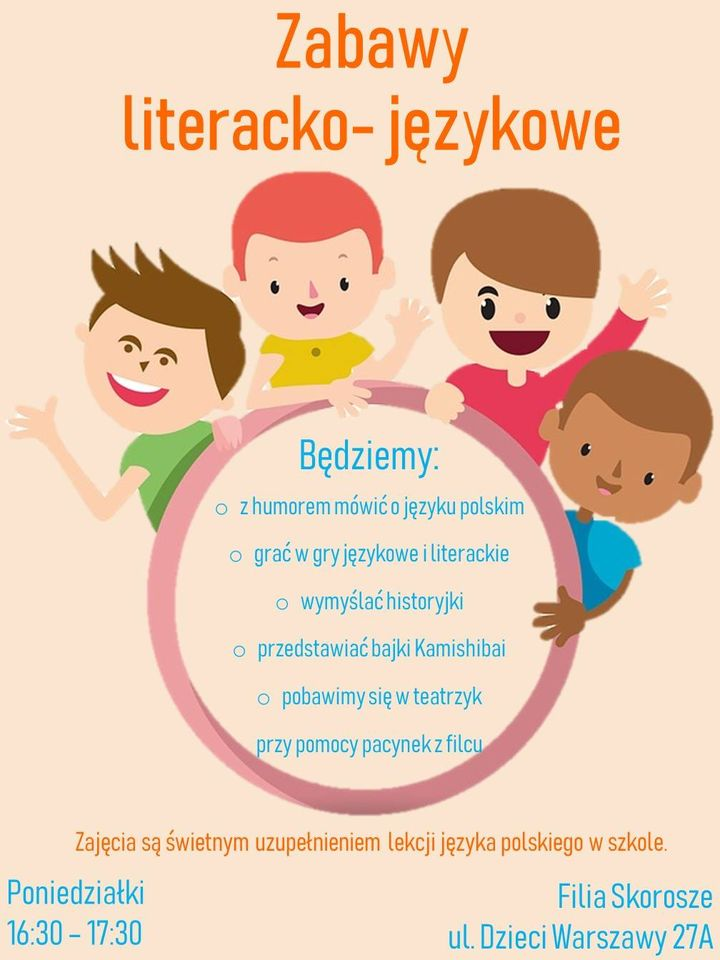 Zabawy
literacko- językowe
Będziemy:
o z humorem mówić o języku polskim
o grać w gry językowe i literackie
o wymyślać historyjki
o przedstawiać bajki Kamishibai
o pobawimy się w teatrzyk
przy pomocy pacynek z filcu
Zajęcia są świetnym uzupełnieniem lekcji języka polskiego w szkole.
Poniedziałki
16:30 – 17:30
Filia Skorosze
ul. Dzieci Warszawy 27A